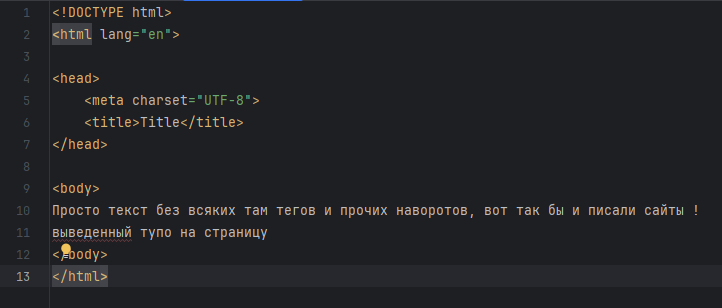 1 <!DOCTYPE html>
2 <html lang="en">
3
4 <head>
5     <meta charset="UTF-8">
6     <title>Title</title>
7 </head>
8
9 <body>
10 Просто текст без всяких там тегов и прочих наворотов, вот так бы и писали сайты !
11 выведенный тупо на страницу
12 </body>
13 </html>